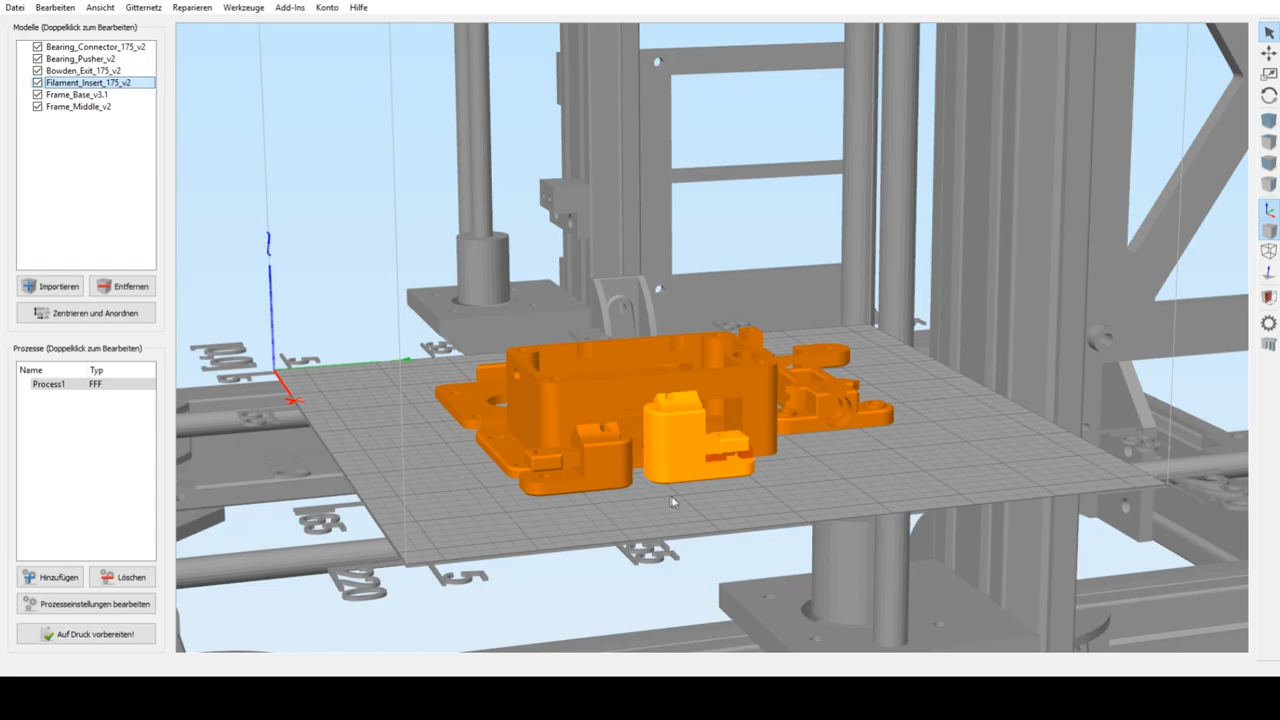 Datei Bearbeiten Ansicht Gitternetz Reparieren Werkzeuge Add-Ins Konto Hilfe
Modelle (Doppelklick zum Bearbeiten)
Bearing_Connector_175_v2
Bearing_Pusher_v2
Bowden_Exit_175_v2
Filament_Insert_175_v2
Frame_Base_v3.1
Frame_Middle_v2
Importieren Entfernen
Zentrieren und Anordnen
Prozesse (Doppelklick zum Bearbeiten)
Name Typ
Process1 FFF
Hinzufügen Löschen
Prozesseinstellungen bearbeiten
Auf Druck vorbereiten!